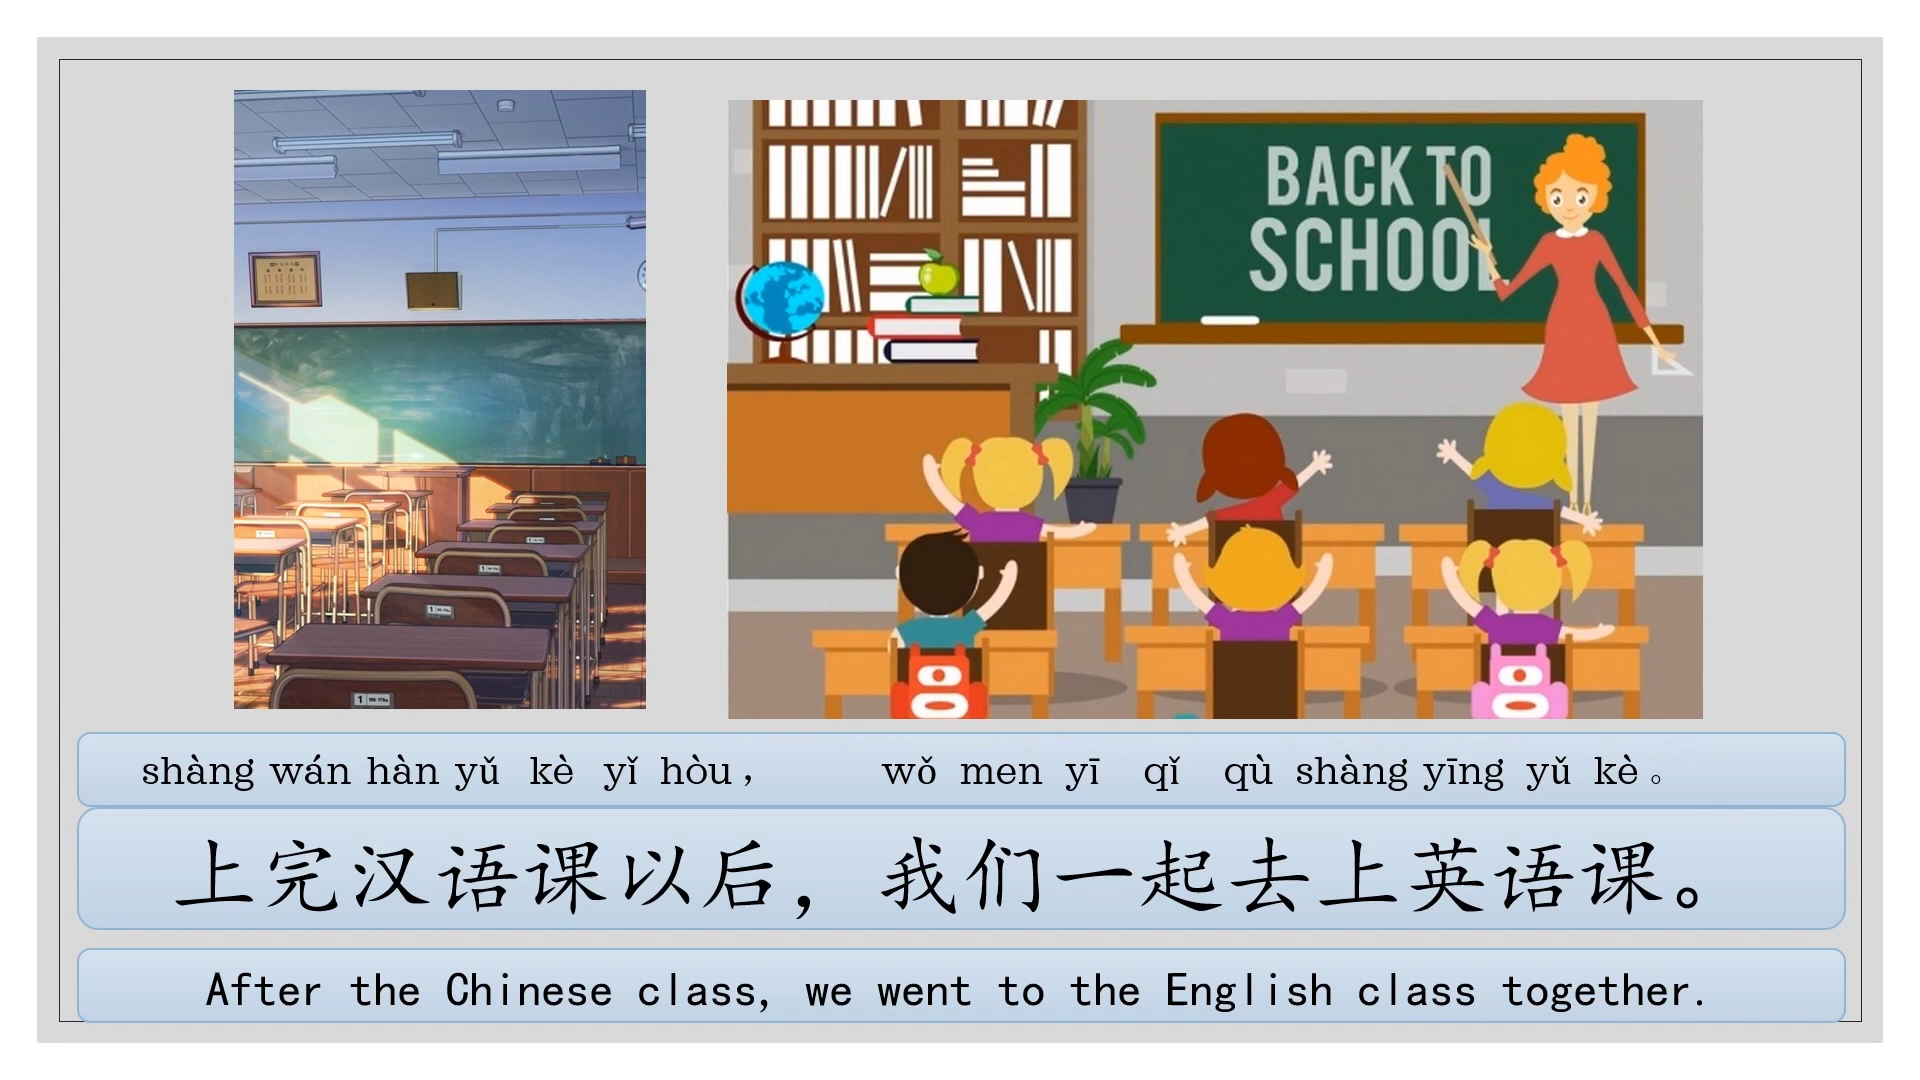 BACK TO
SCHOOL
shàng wán hàn yǔ kè yǐ hòu， wǒ men yī qǐ qù shàng yīng yǔ kè。
上完汉语课以后，我们一起去上英语课。
After the Chinese class, we went to the English class together.